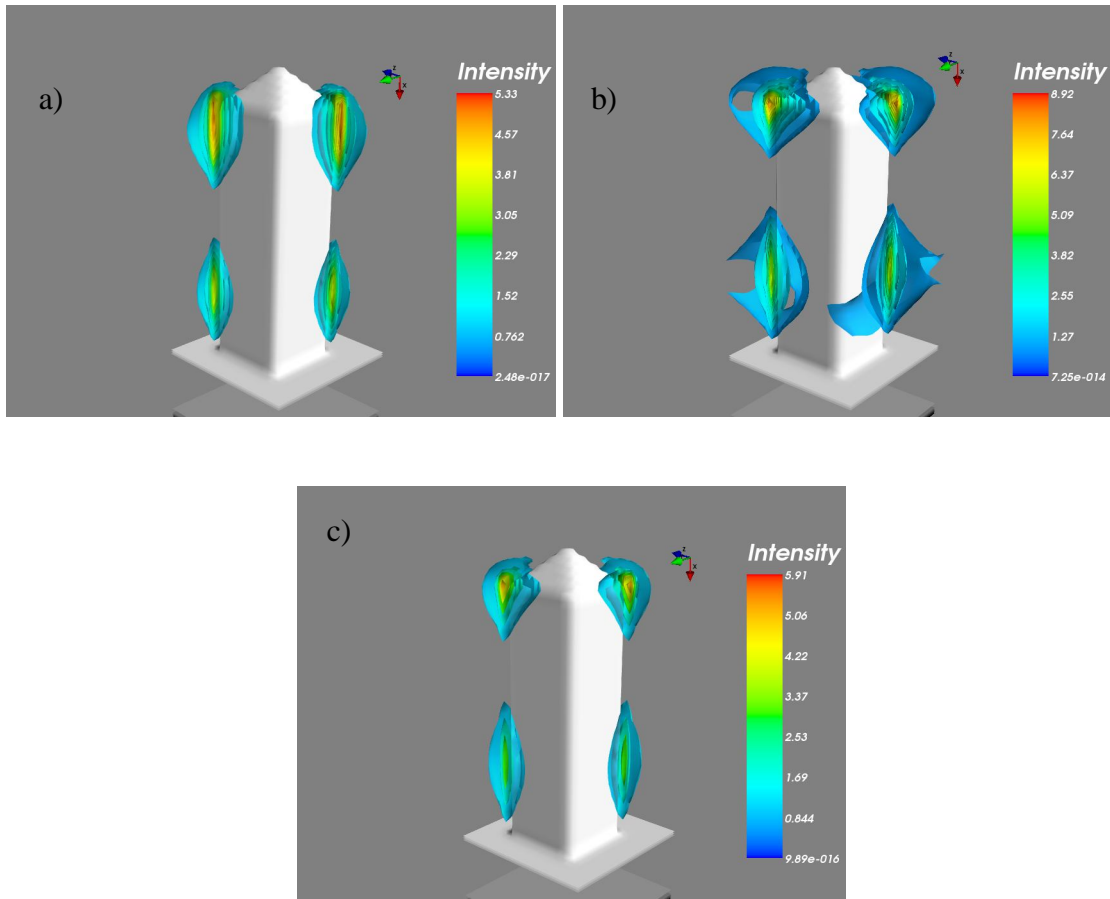 a)
Intensity
5.33
4.57
3.81
3.05
2.29
1.52
0.762
2.48e-017
z
x
b)
Intensity
8.92
7.64
6.37
5.09
3.82
2.55
1.27
7.25e-014
z
x
c)
Intensity
5.91
5.06
4.22
3.37
2.53
1.69
0.844
9.89e-016
z
x